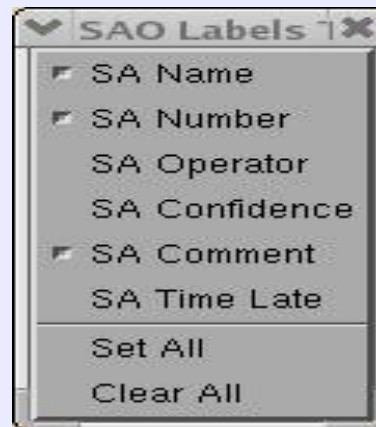 SAO Labels
SA Name
SA Number
SA Operator
SA Confidence
SA Comment
SA Time Late
Set All
Clear All